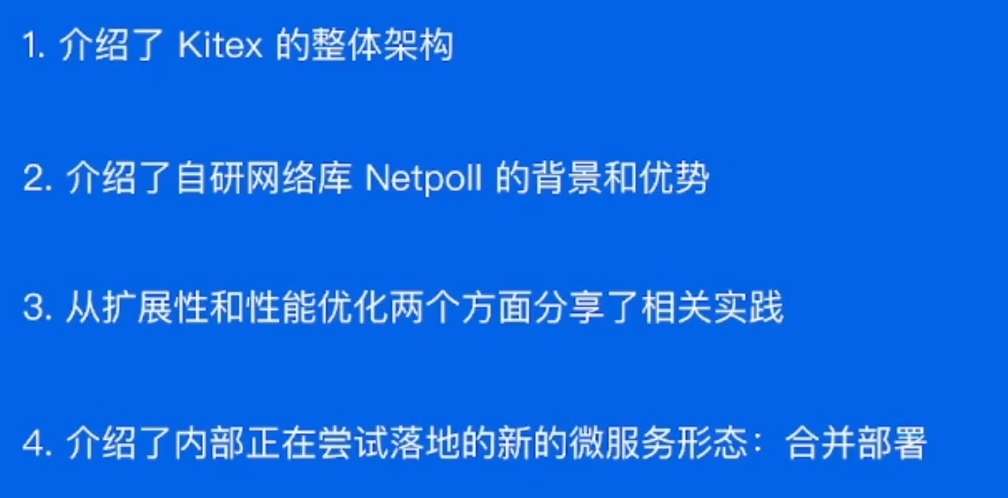 1. 介绍了 Kitex 的整体架构
2. 介绍了自研网络库 Netpoll 的背景和优势
3. 从扩展性和性能优化两个方面分享了相关实践
4. 介绍了内部正在尝试落地的新的微服务形态：合并部署